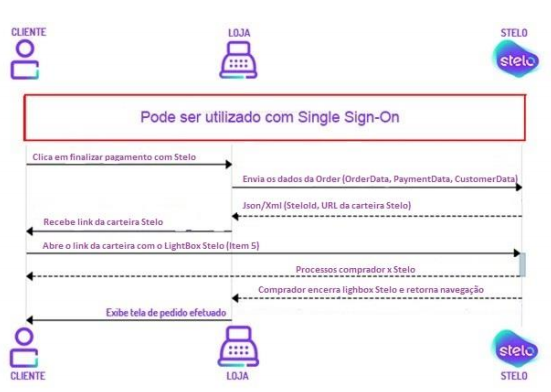 CLIENTE
LOJA
STELO
stelo
Pode ser utilizado com Single Sign-On
Clica em finalizar pagamento com Stelo
Envia os dados da Order (OrderData, PaymentData, CustomerData)
Json/Xml (SteloId, URL da carteira Stelo)
Recebe link da carteira Stelo
Abre o link da carteira com o LightBox Stelo (Item 5)
Processos comprador x Stelo
Comprador encerra lighbox Stelo e retorna navegação
Exibe tela de pedido efetuado
stelo
CLIENTE
LOJA
STELO